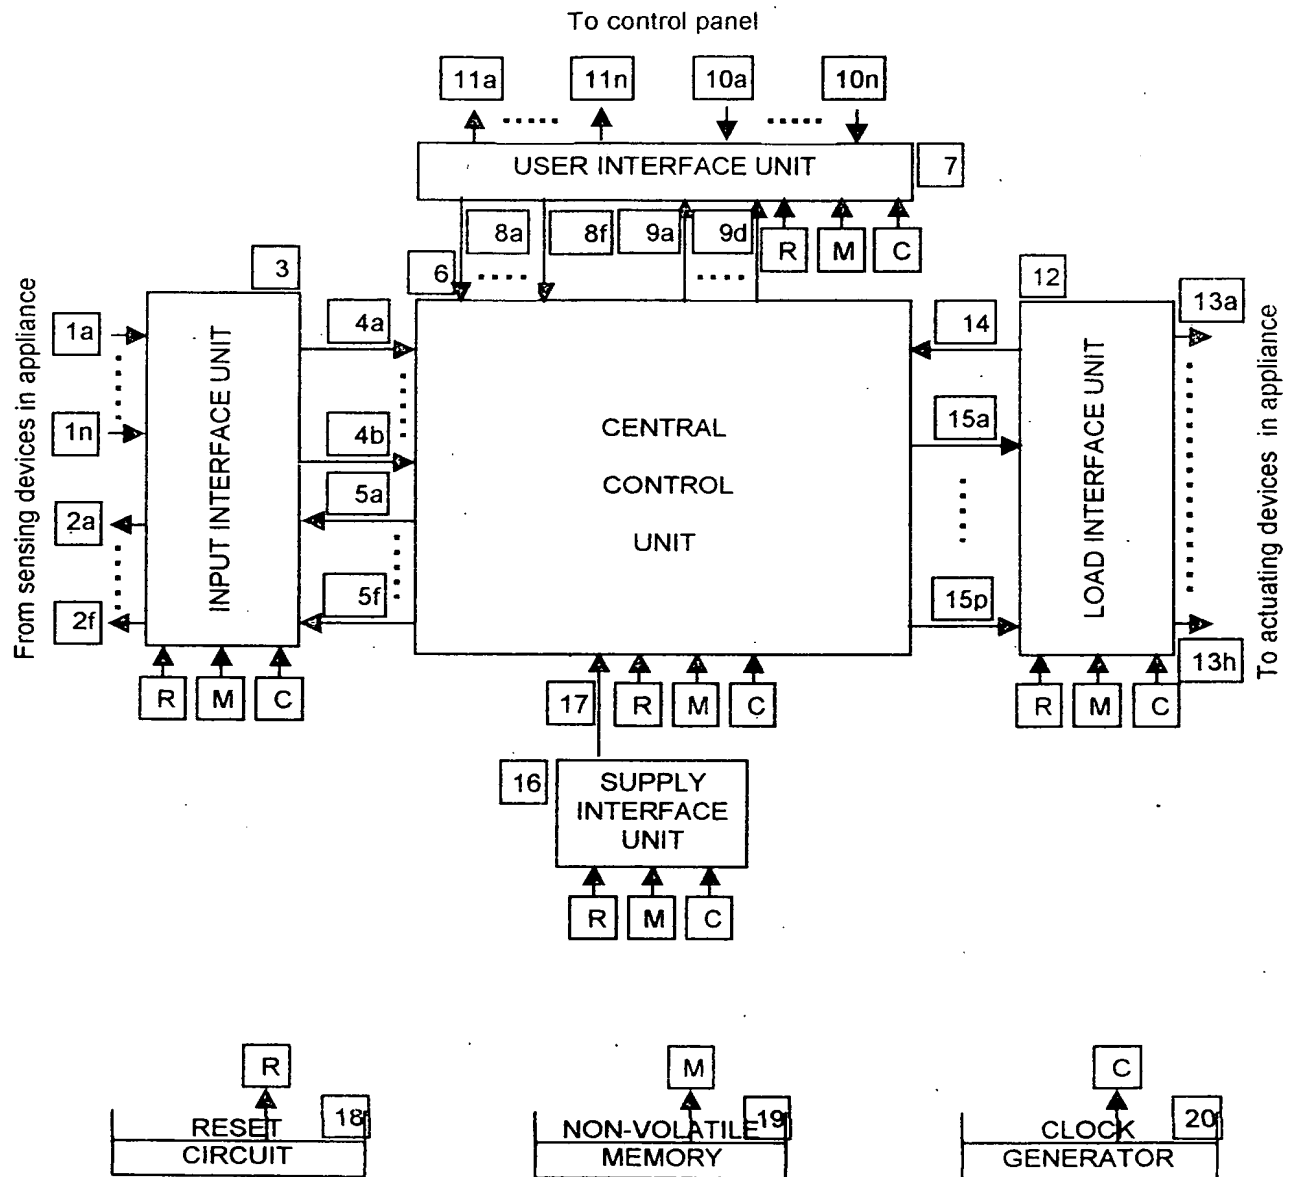 To control panel
11a
11n
10a
10n
USER INTERFACE UNIT
7
8a
8f
9a
9d
R
M
C
3
6
12
From sensing devices in appliance
1a
1n
2a
2f
INPUT INTERFACE UNIT
4a
4b
5a
5f
CENTRAL
CONTROL
UNIT
14
15a
15p
LOAD INTERFACE UNIT
13a
13h
To actuating devices in appliance
R
M
C
17
R
M
C
R
M
C
16
SUPPLY
INTERFACE
UNIT
R
M
C
R
18
RESET
CIRCUIT
M
19
NON-VOLATILE
MEMORY
C
20
CLOCK
GENERATOR